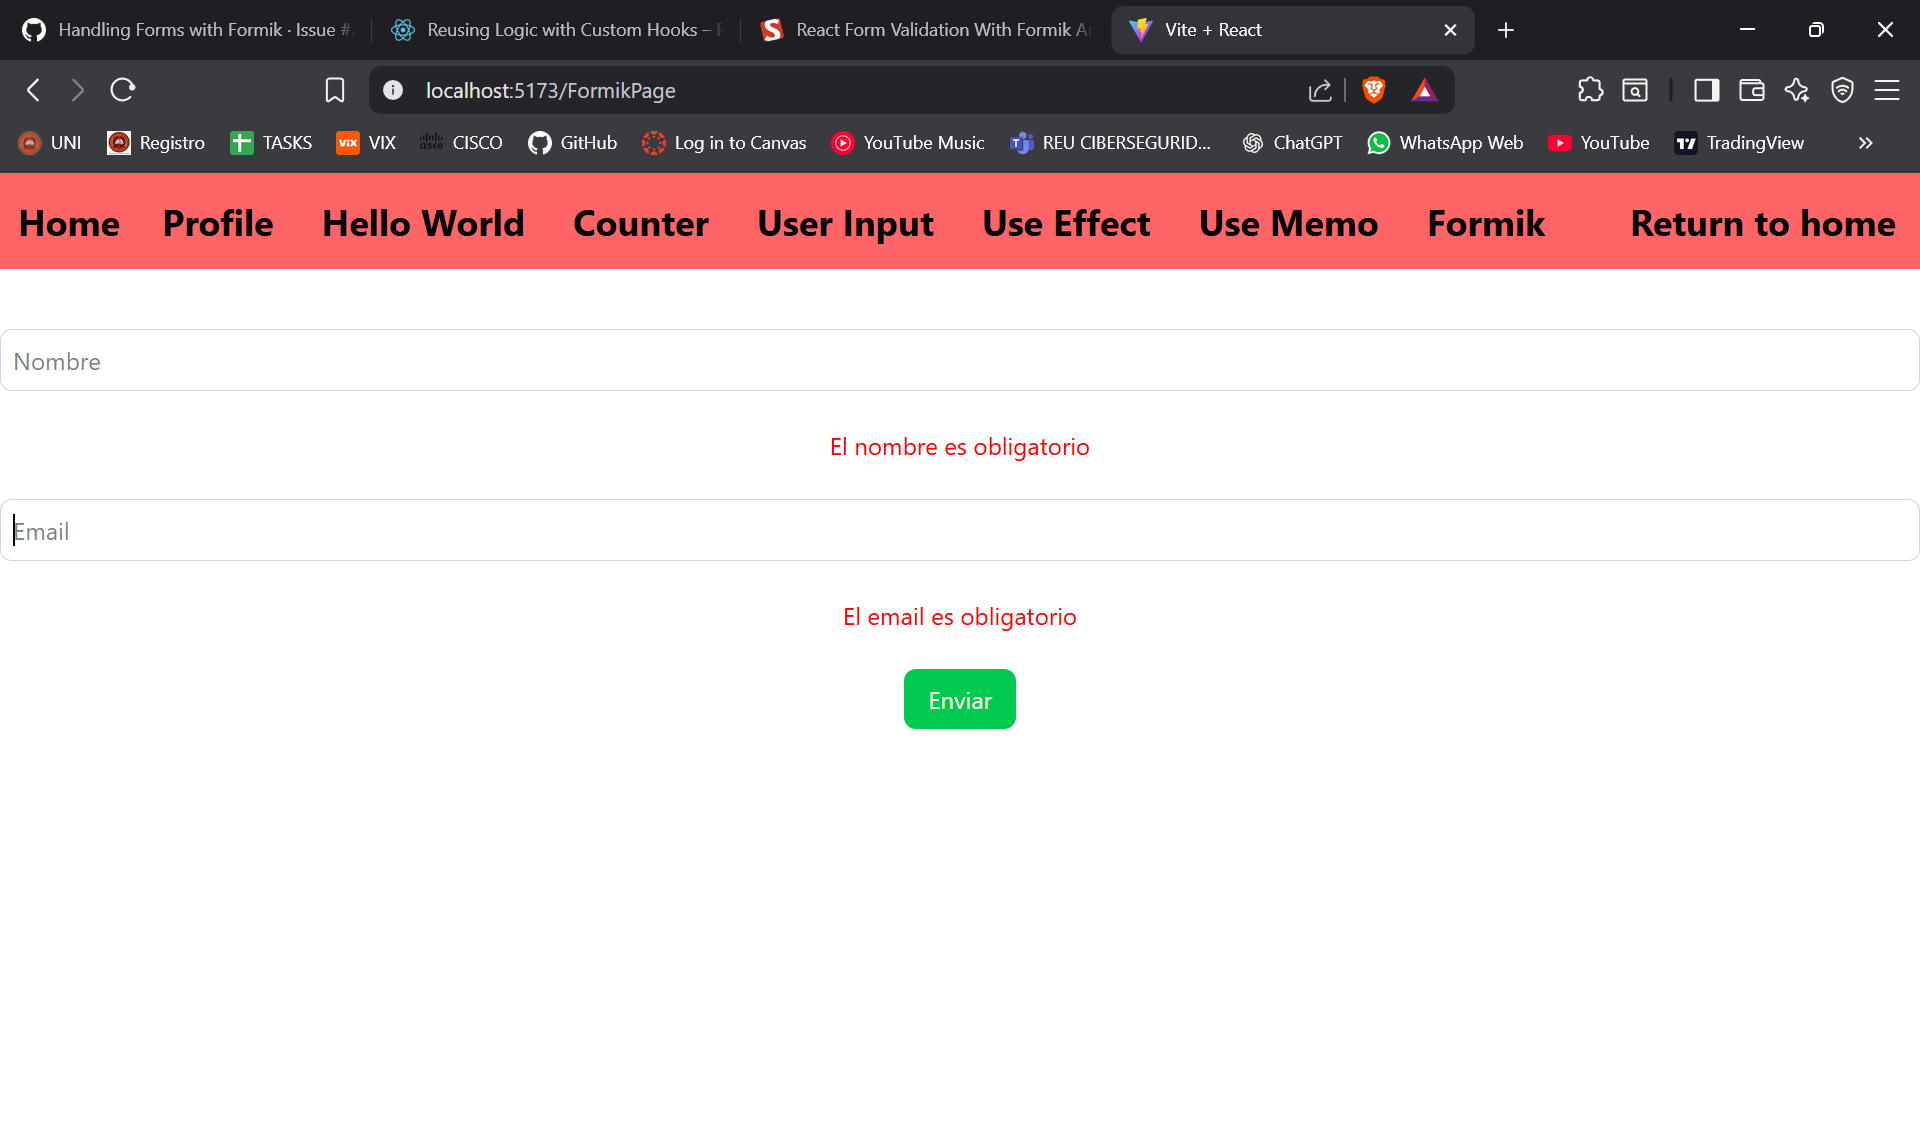 Handling Forms with Formik · Issue #
Reusing Logic with Custom Hooks –
React Form Validation With Formik
Vite + React
localhost:5173/FormikPage
UNI
Registro
TASKS
VIX
CISCO
GitHub
Log in to Canvas
YouTube Music
REU CIBERSEGURID...
ChatGPT
WhatsApp Web
YouTube
TradingView
Home
Profile
Hello World
Counter
User Input
Use Effect
Use Memo
Formik
Return to home
Nombre
El nombre es obligatorio
Email
El email es obligatorio
Enviar